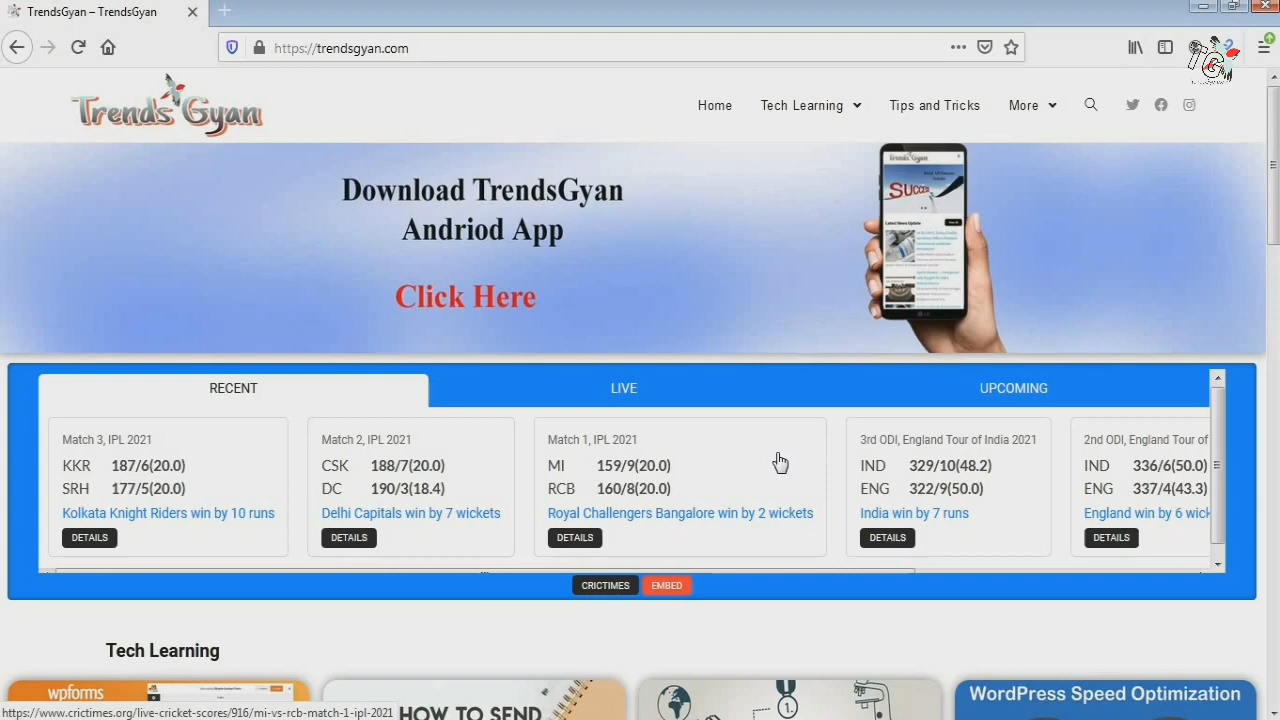 TrendsGyan – TrendsGyan
https://trendsgyan.com
Trends Gyan
Home
Tech Learning
Tips and Tricks
More
Download TrendsGyan
Andriod App
Click Here
Trends Gyan
SUCCESS
Latest News Update
RECENT
LIVE
UPCOMING
Match 3, IPL 2021
KKR 187/6(20.0)
SRH 177/5(20.0)
Kolkata Knight Riders win by 10 runs
DETAILS
Match 2, IPL 2021
CSK 188/7(20.0)
DC 190/3(18.4)
Delhi Capitals win by 7 wickets
DETAILS
Match 1, IPL 2021
MI 159/9(20.0)
RCB 160/8(20.0)
Royal Challengers Bangalore win by 2 wickets
DETAILS
3rd ODI, England Tour of India 2021
IND 329/10(48.2)
ENG 322/9(50.0)
India win by 7 runs
DETAILS
2nd ODI, England Tour of
IND 336/6(50.0)
ENG 337/4(43.3)
England win by 6 wick
DETAILS
CRICTIMES
EMBED
Tech Learning
wpforms
HOW TO SEND
1.
WordPress Speed Optimization
https://www.crictimes.org/live-cricket-scores/916/mi-vs-rcb-match-1-ipl-2021